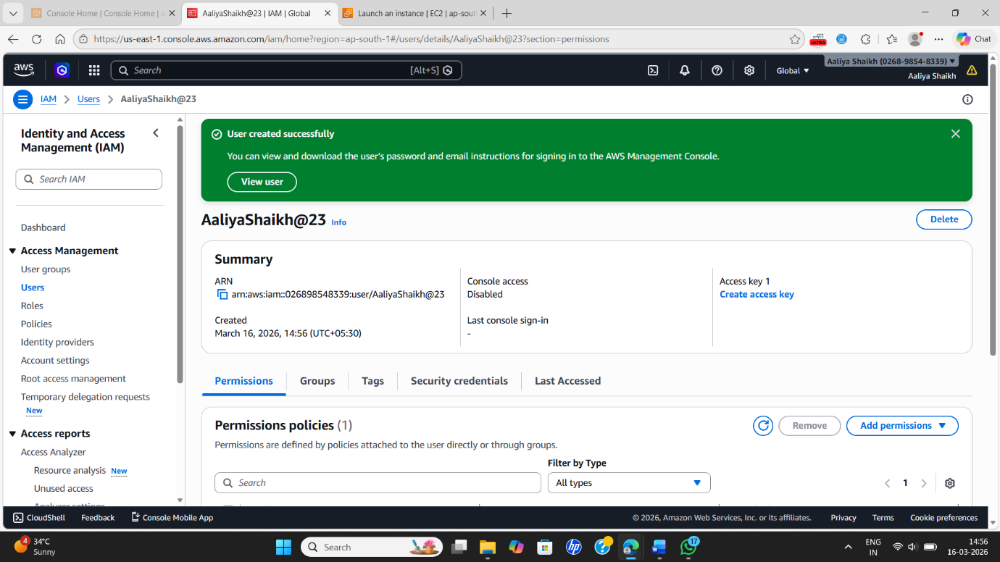 Console Home | Console Home | a
AaliyaShaikh@23 | IAM | Global
Launch an instance | EC2 | ap-sout
https://us-east-1.console.aws.amazon.com/iam/home?region=ap-south-1#/users/details/AaliyaShaikh@23?section=permissions
ULTRA
Chat
aws
Search
[Alt+S]
Global
Aaliya Shaikh (0268-9854-8339)
Aaliya Shaikh
IAM
Users
AaliyaShaikh@23
Identity and Access
Management (IAM)
Search IAM
Dashboard
Access Management
User groups
Users
Roles
Policies
Identity providers
Account settings
Root access management
Temporary delegation requests
New
Access reports
Access Analyzer
Resource analysis New
Unused access
Analyzer settings
User created successfully
You can view and download the user's password and email instructions for signing in to the AWS Management Console.
View user
AaliyaShaikh@23 Info
Delete
Summary
ARN
arn:aws:iam::026898548339:user/AaliyaShaikh@23
Created
March 16, 2026, 14:56 (UTC+05:30)
Console access
Disabled
Last console sign-in
-
Access key 1
Create access key
Permissions
Groups
Tags
Security credentials
Last Accessed
Permissions policies (1)
Remove
Add permissions
Permissions are defined by policies attached to the user directly or through groups.
Filter by Type
Search
All types
1
CloudShell
Feedback
Console Mobile App
© 2026, Amazon Web Services, Inc. or its affiliates.
Privacy
Terms
Cookie preferences
4
34°C
Sunny
Search
hp
17
ENG
IN
14:56
16-03-2026